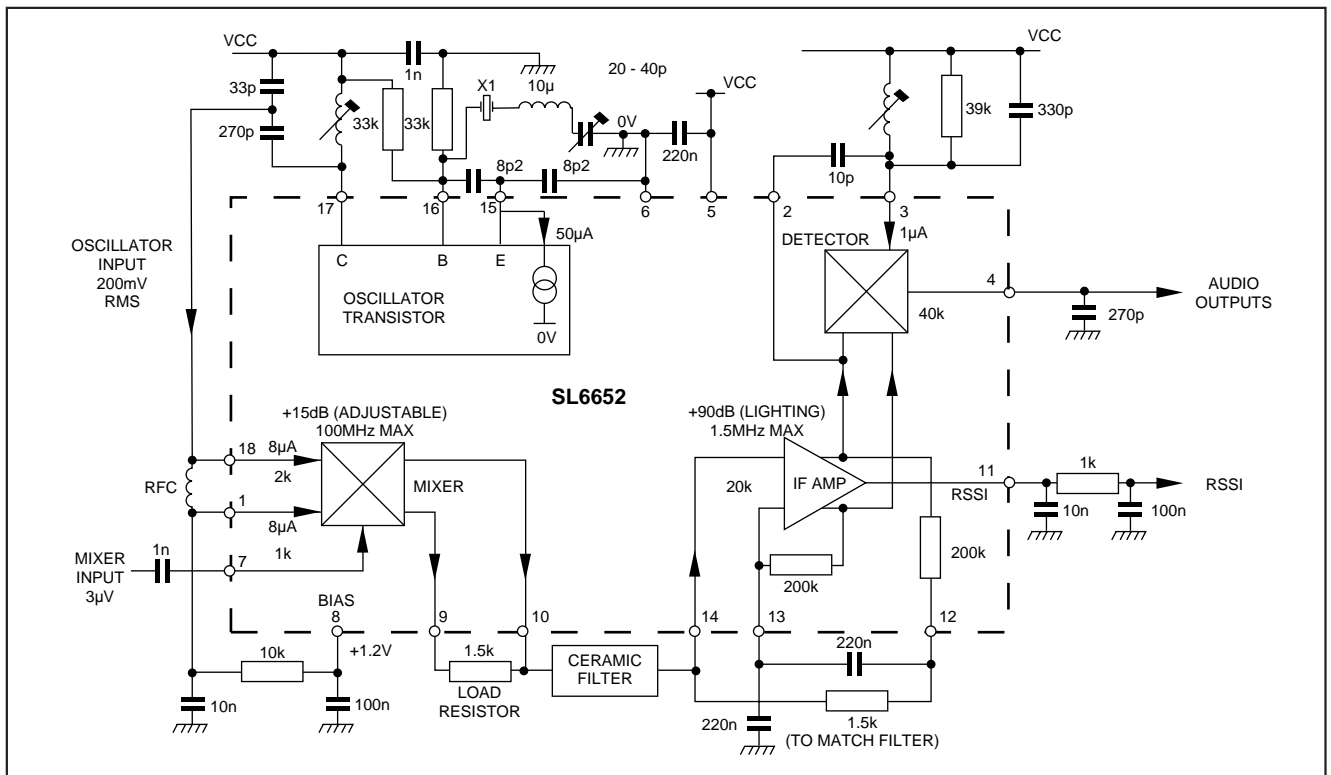 VCC
33p
270p
33k
1n
33k
X1
10µ
20 - 40p
0V
VCC
220n
8p2
8p2
VCC
39k
330p
10p
17
16
15
6
5
2
3
50µA
1µA
C
B
E
OSCILLATOR
TRANSISTOR
0V
DETECTOR
40k
4
AUDIO
OUTPUTS
270p
OSCILLATOR
INPUT
200mV
RMS
SL6652
+15dB (ADJUSTABLE)
100MHz MAX
+90dB (LIGHTING)
1.5MHz MAX
18
8µA
2k
RFC
1
8µA
MIXER
1n
7
1k
MIXER
INPUT
3µV
20k
IF AMP
11
RSSI
1k
RSSI
10n
100n
200k
200k
BIAS
8
+1.2V
9
10
14
13
12
10k
10n
100n
1.5k
LOAD
RESISTOR
CERAMIC
FILTER
220n
220n
1.5k
(TO MATCH FILTER)